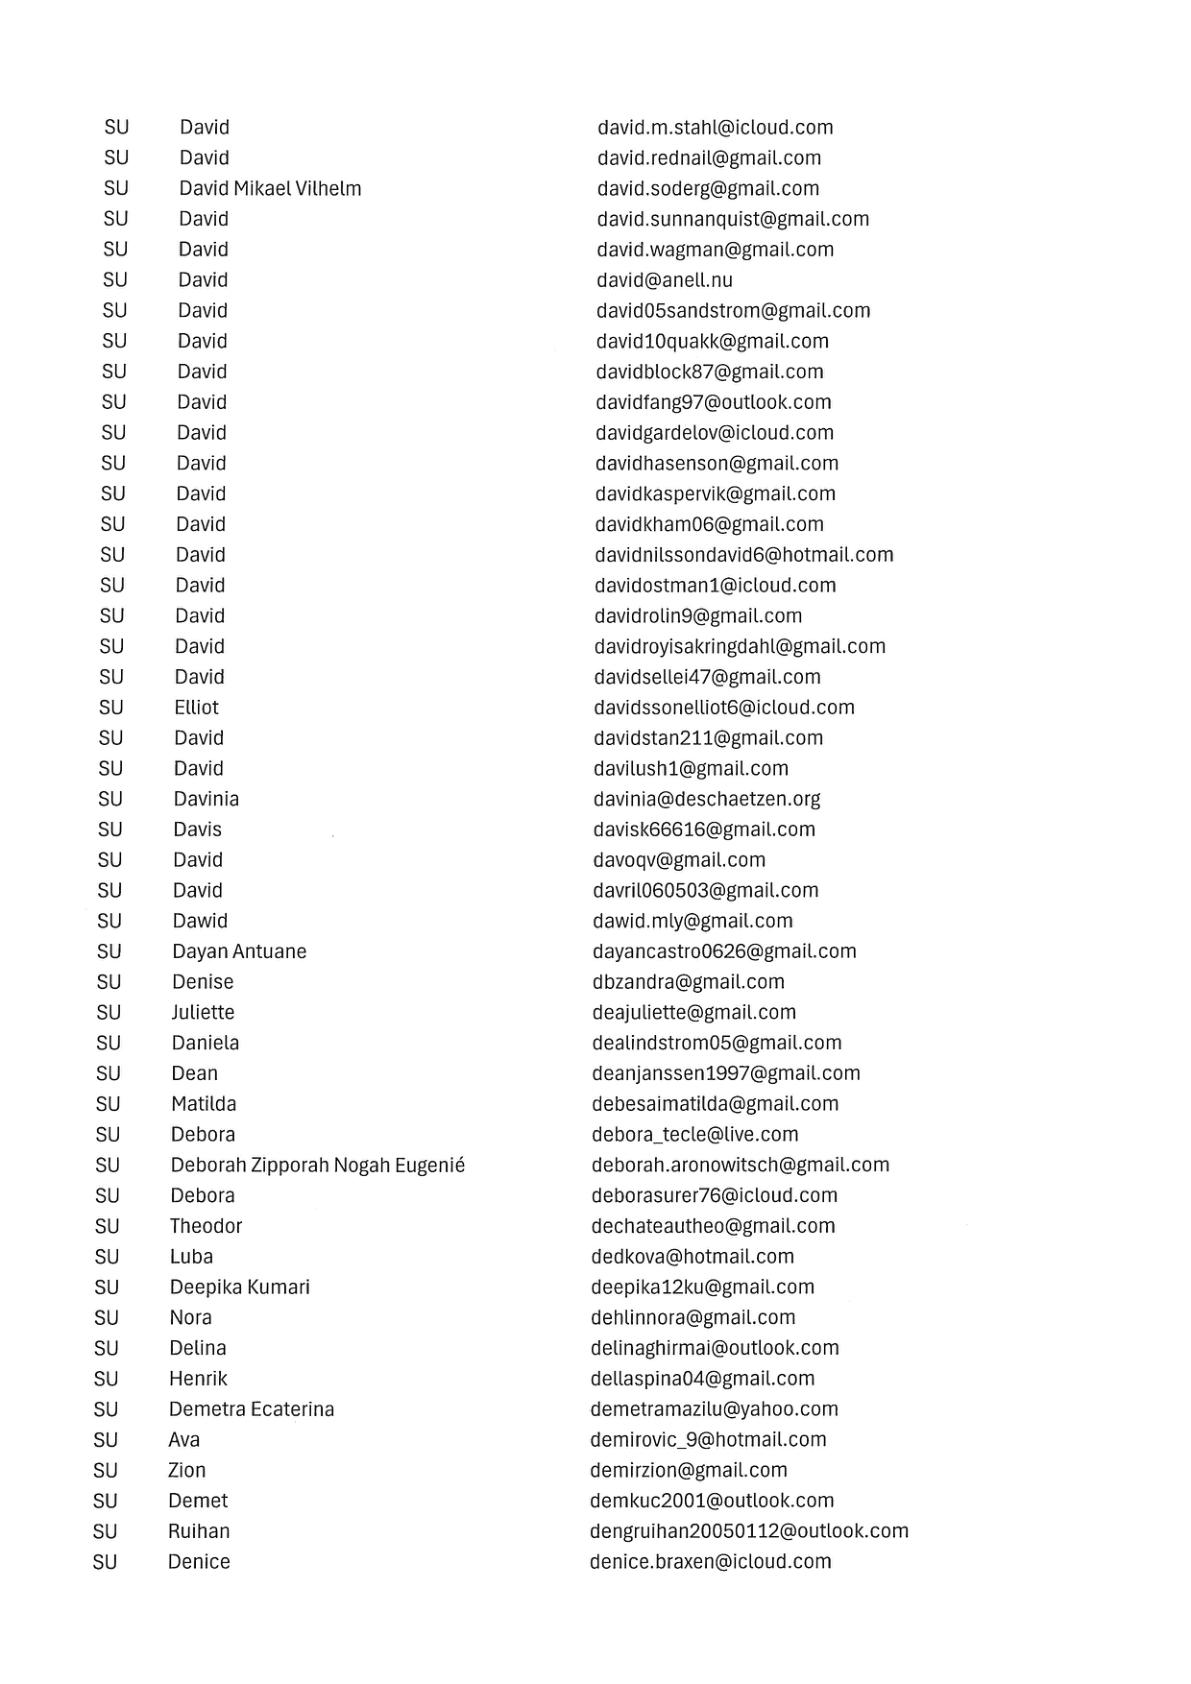 SU David david.m.stahl@icloud.com
SU David david.rednail@gmail.com
SU David Mikael Vilhelm david.soderg@gmail.com
SU David david.sunnanquist@gmail.com
SU David david.wagman@gmail.com
SU David david@anell.nu
SU David david05sandstrom@gmail.com
SU David david10quakk@gmail.com
SU David davidblock87@gmail.com
SU David davidfang97@outlook.com
SU David davidgardelov@icloud.com
SU David davidhasenson@gmail.com
SU David davidkaspervik@gmail.com
SU David davidkham06@gmail.com
SU David davidnilssondavid6@hotmail.com
SU David davidostman1@icloud.com
SU David davidrolin9@gmail.com
SU David davidroyisakringdahl@gmail.com
SU David davidsellei47@gmail.com
SU Elliot davidssonelliot6@icloud.com
SU David davidstan211@gmail.com
SU David davilush1@gmail.com
SU Davinia davinia@deschaetzen.org
SU Davis davisk66616@gmail.com
SU David davoqv@gmail.com
SU David davril060503@gmail.com
SU Dawid dawid.mly@gmail.com
SU Dayan Antuane dayancastro0626@gmail.com
SU Denise dbzandra@gmail.com
SU Juliette deajuliette@gmail.com
SU Daniela dealindstrom05@gmail.com
SU Dean deanjanssen1997@gmail.com
SU Matilda debesaimatilda@gmail.com
SU Debora debora_tecle@live.com
SU Deborah Zipporah Nogah Eugenié deborah.aronowitsch@gmail.com
SU Debora deborasurer76@icloud.com
SU Theodor dechateautheo@gmail.com
SU Luba dedkova@hotmail.com
SU Deepika Kumari deepika12ku@gmail.com
SU Nora dehlinnora@gmail.com
SU Delina delinaghirmai@outlook.com
SU Henrik dellaspina04@gmail.com
SU Demetra Ecaterina demetramazilu@yahoo.com
SU Ava demirovic_9@hotmail.com
SU Zion demirzion@gmail.com
SU Demet demkuc2001@outlook.com
SU Ruihan dengruihan20050112@outlook.com
SU Denice denice.braxen@icloud.com